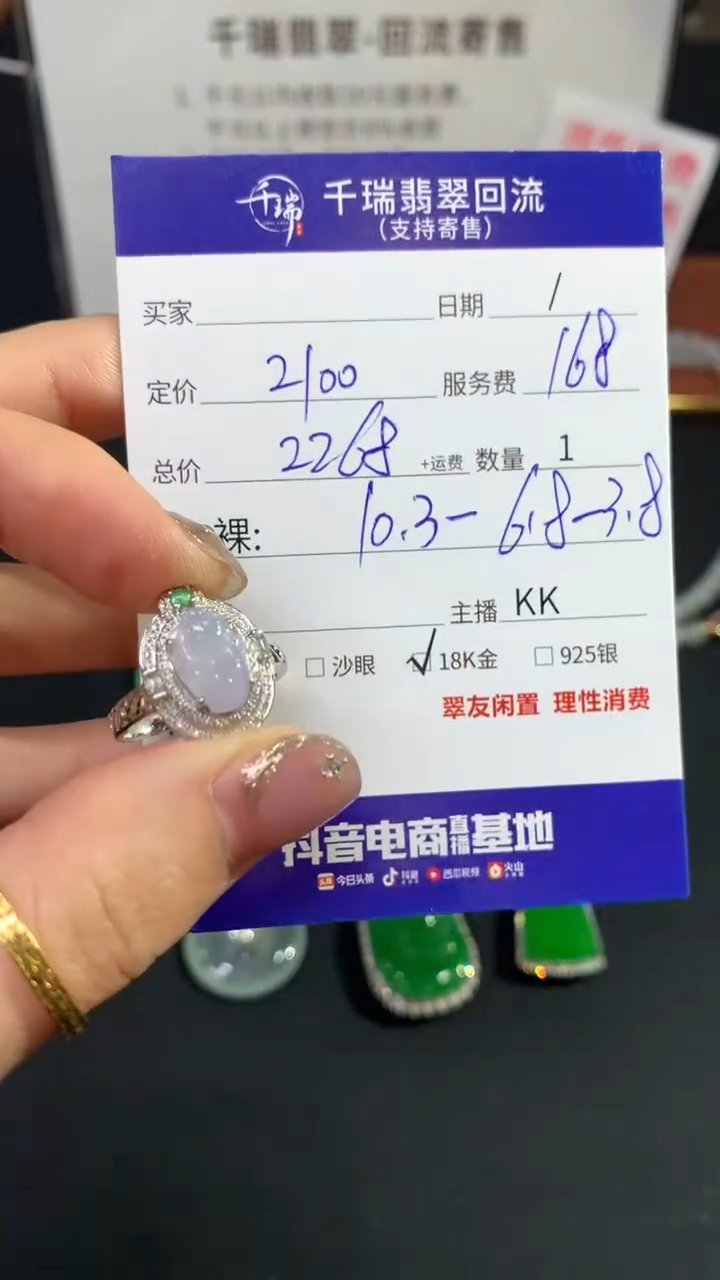 千瑞翡翠-回流寄售
千瑞
千瑞翡翠回流
(支持寄售)
买家 日期 /
定价 2100 服务费 168
总价 2268 +运费 数量 1
裸: 10.3-6.8-3.8
主播 KK
□ 沙眼 ✓ 18K金 □ 925银
翠友闲置 理性消费
抖音电商直播基地
头条 今日头条 抖音 西瓜视频 火山